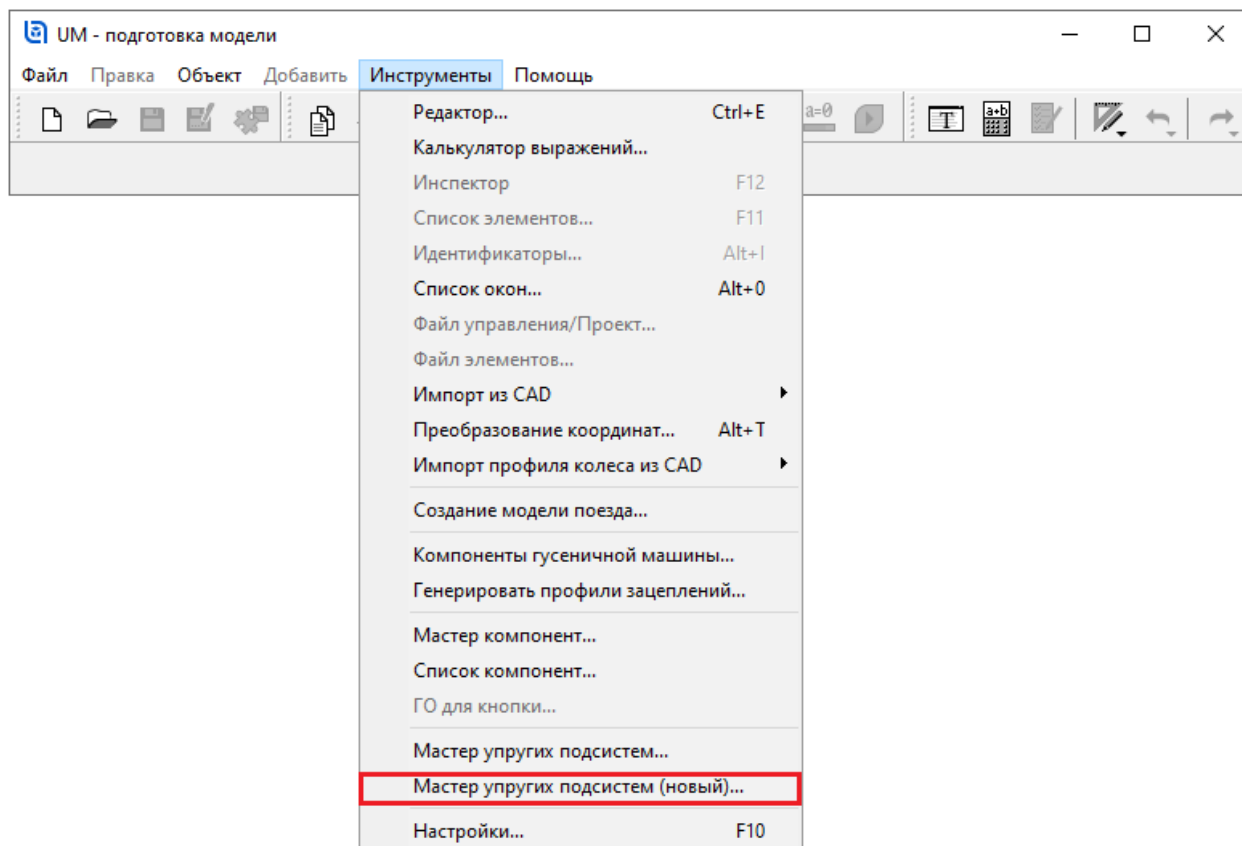 UM - подготовка модели
Файл Правка Объект Добавить Инструменты Помощь
a=0 T a+b
Редактор... Ctrl+E
Калькулятор выражений...
Инспектор F12
Список элементов... F11
Идентификаторы... Alt+I
Список окон... Alt+0
Файл управления/Проект...
Файл элементов...
Импорт из CAD
Преобразование координат... Alt+T
Импорт профиля колеса из CAD
Создание модели поезда...
Компоненты гусеничной машины...
Генерировать профили зацеплений...
Мастер компонент...
Список компонент...
ГО для кнопки...
Мастер упругих подсистем...
Мастер упругих подсистем (новый)...
Настройки... F10